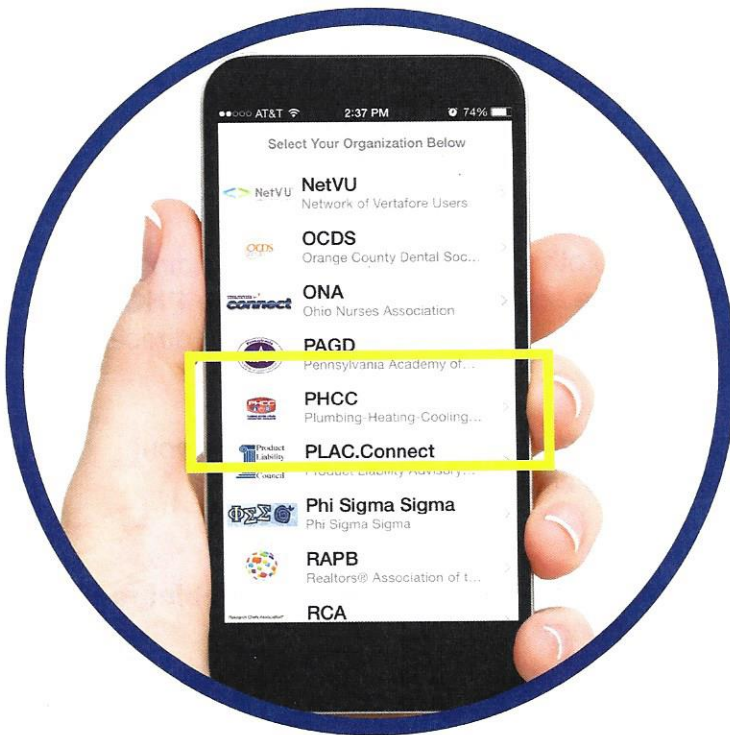 AT&T 2:37 PM 74%
Select Your Organization Below
NetVU
NetVU
Network of Vertafore Users
OCDS
OCDS
Orange County Dental Soc...
connect
ONA
Ohio Nurses Association
PAGD
Pennsylvania Academy of...
PHCC
PHCC
Plumbing-Heating-Cooling...
Product
Liability
Council
PLAC.Connect
Product Liability Advisory...
ΦΣΣ
Phi Sigma Sigma
Phi Sigma Sigma
RAPB
Realtors® Association of t...
RCA